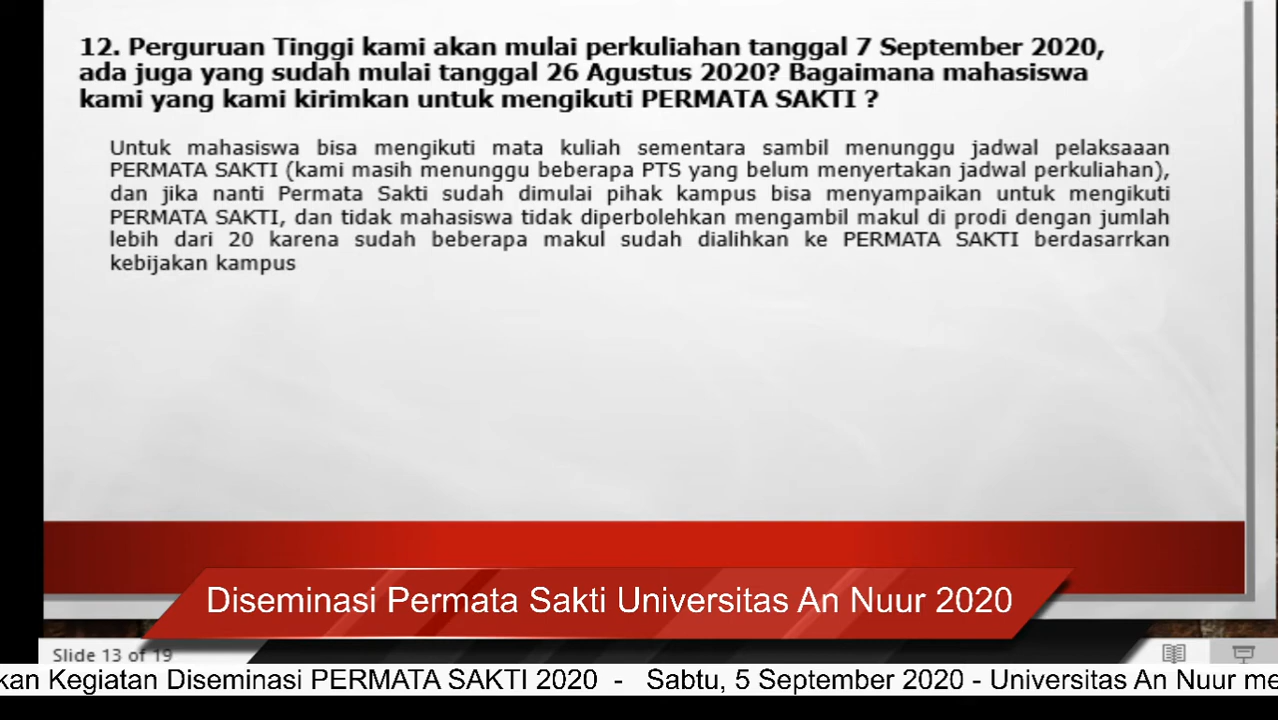 12. Perguruan Tinggi kami akan mulai perkuliahan tanggal 7 September 2020,
ada juga yang sudah mulai tanggal 26 Agustus 2020? Bagaimana mahasiswa
kami yang kami kirimkan untuk mengikuti PERMATA SAKTI ?
Untuk mahasiswa bisa mengikuti mata kuliah sementara sambil menunggu jadwal pelaksaaan
PERMATA SAKTI (kami masih menunggu beberapa PTS yang belum menyertakan jadwal perkuliahan),
dan jika nanti Permata Sakti sudah dimulai pihak kampus bisa menyampaikan untuk mengikuti
PERMATA SAKTI, dan tidak mahasiswa tidak diperbolehkan mengambil makul di prodi dengan jumlah
lebih dari 20 karena sudah beberapa makul sudah dialihkan ke PERMATA SAKTI berdasarrkan
kebijakan kampus
Diseminasi Permata Sakti Universitas An Nuur 2020
Slide 13 of 19
kan Kegiatan Diseminasi PERMATA SAKTI 2020 - Sabtu, 5 September 2020 - Universitas An Nuur me